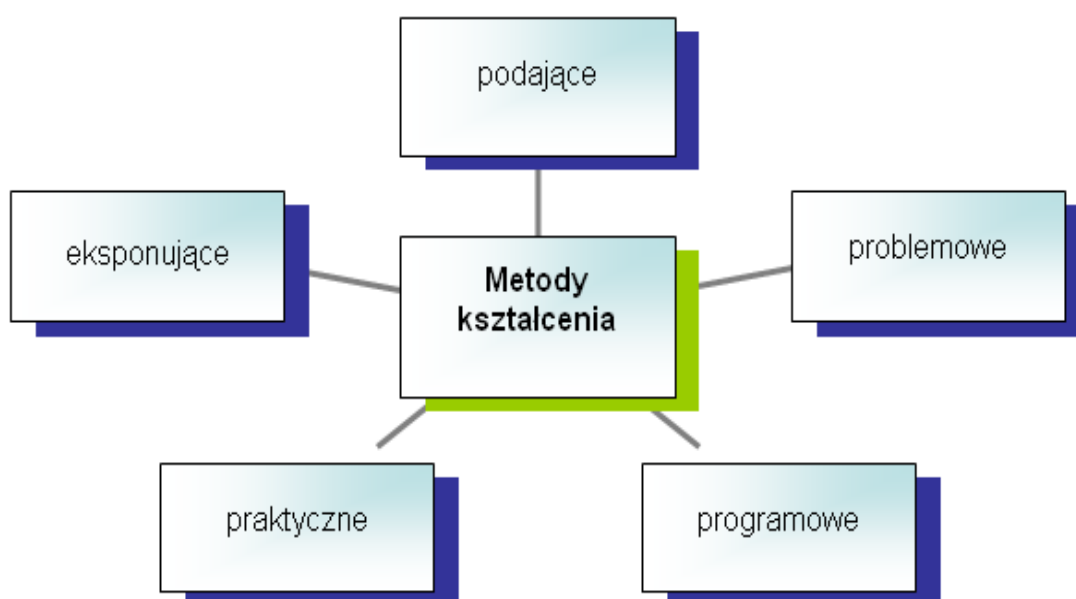 podające
eksponujące
problemowe
Metody
kształcenia
praktyczne
programowe